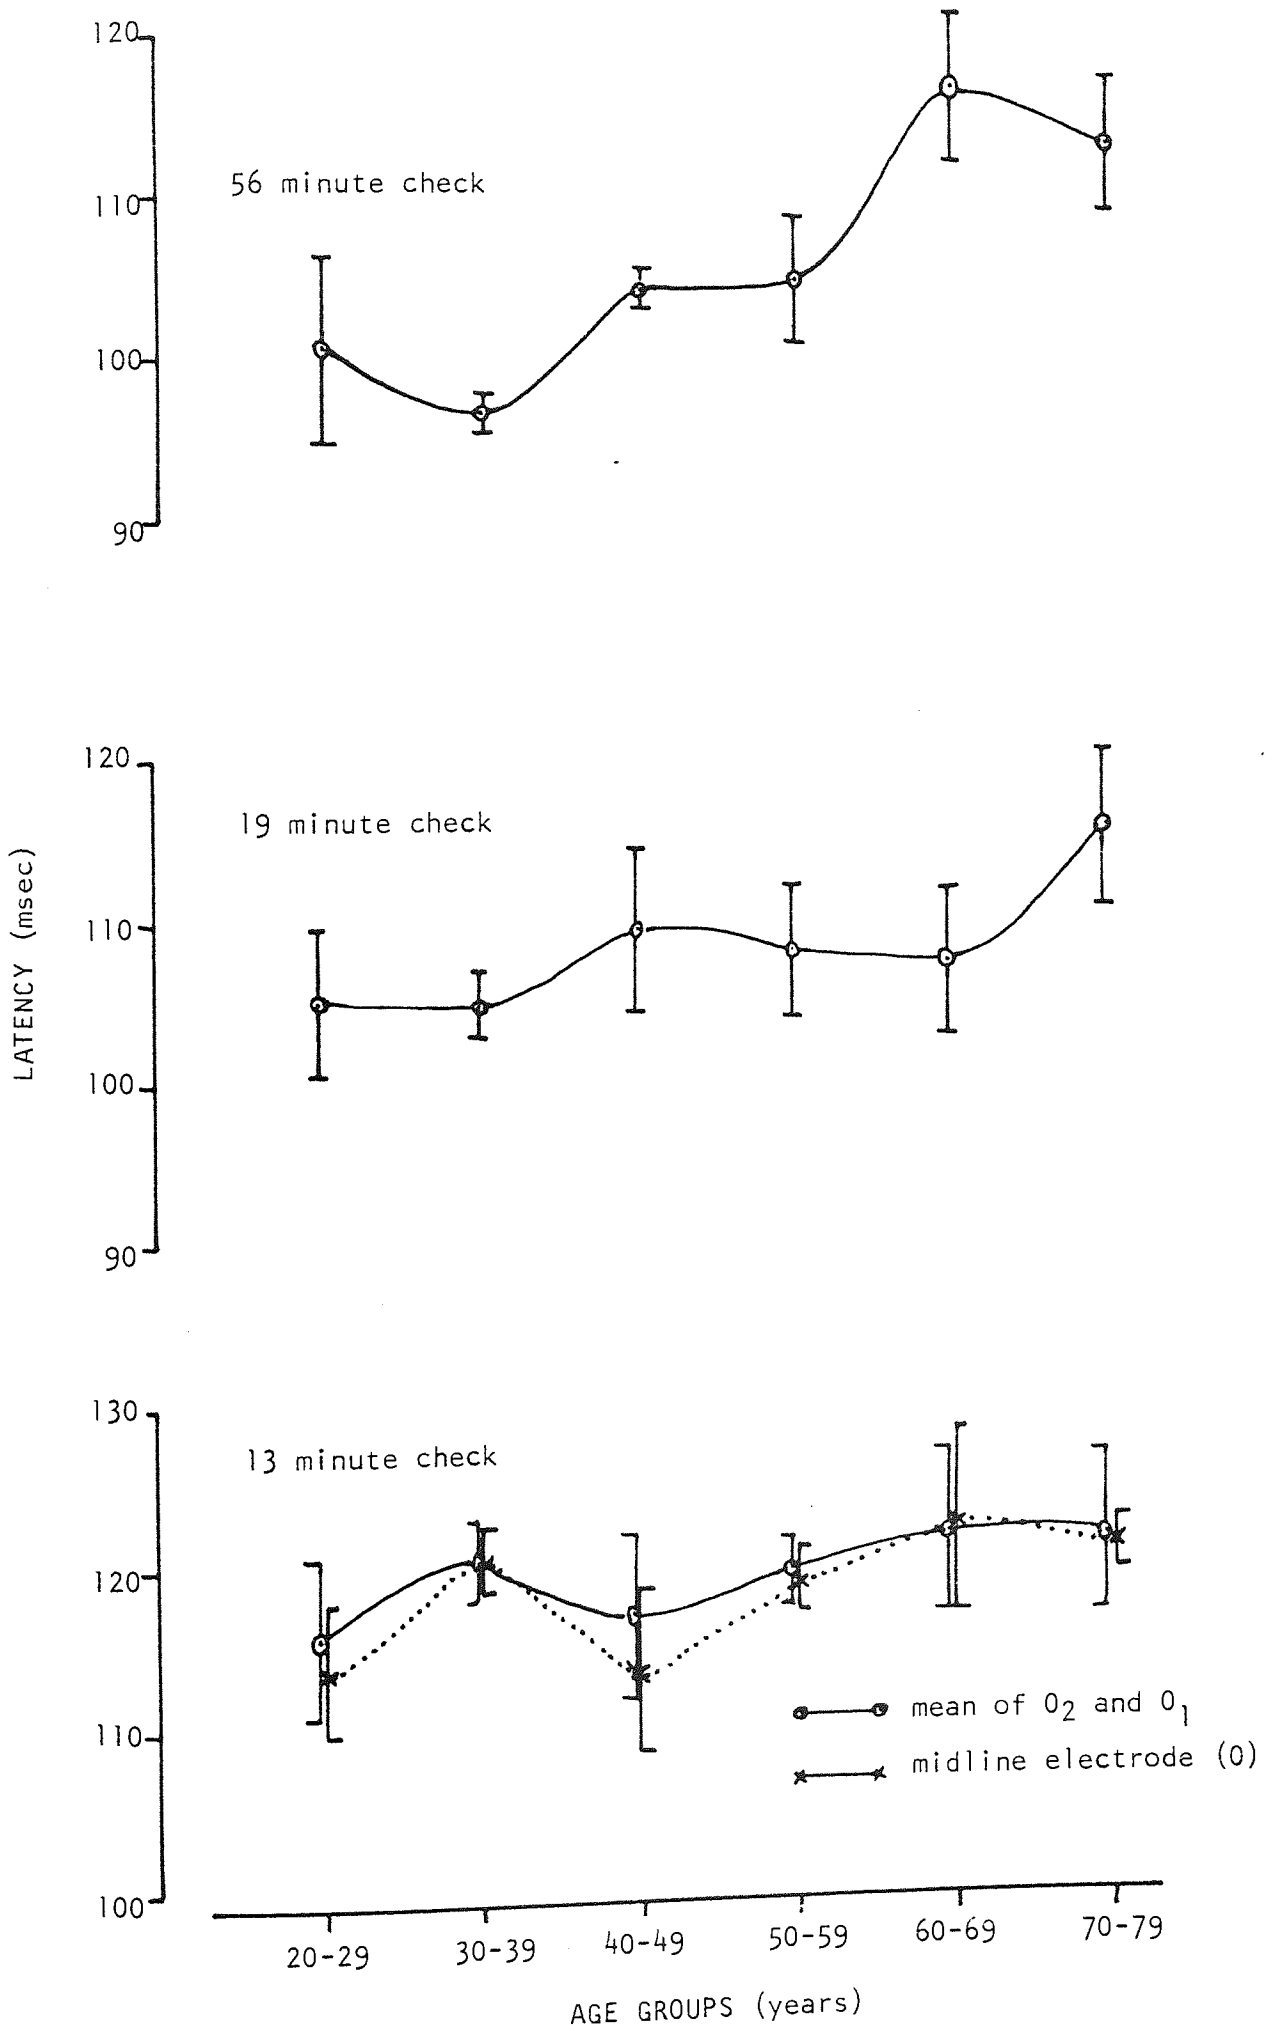 120
56 minute check
110
100
90
120
19 minute check
110
LATENCY (msec)
100
90
130
13 minute check
120
mean of O2 and O1
110
midline electrode (O)
100
20-29 30-39 40-49 50-59 60-69 70-79
AGE GROUPS (years)